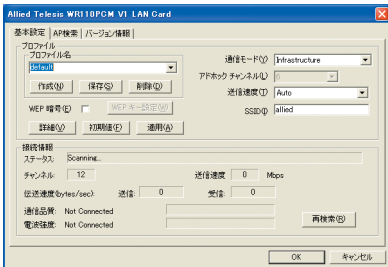 Allied Telesis WR110PCM V1 LAN Card
基本設定 AP検索 バージョン情報
プロファイル
プロファイル名
default
作成(N) 保存(S) 削除(D)
WEP 暗号(E) WEP キー設定(W)
詳細(V) 初期値(F) 適用(A)
通信モード(Y) Infrastructure
アドホック チャンネル(L) 6
送信速度(T) Auto
SSID(I) allied
接続情報
ステータス: Scanning...
チャンネル: 12 送信速度 0 Mbps
伝送速度(bytes/sec): 送信: 0 受信: 0
通信品質: Not Connected
電波強度: Not Connected
再検索(R)
OK キャンセル